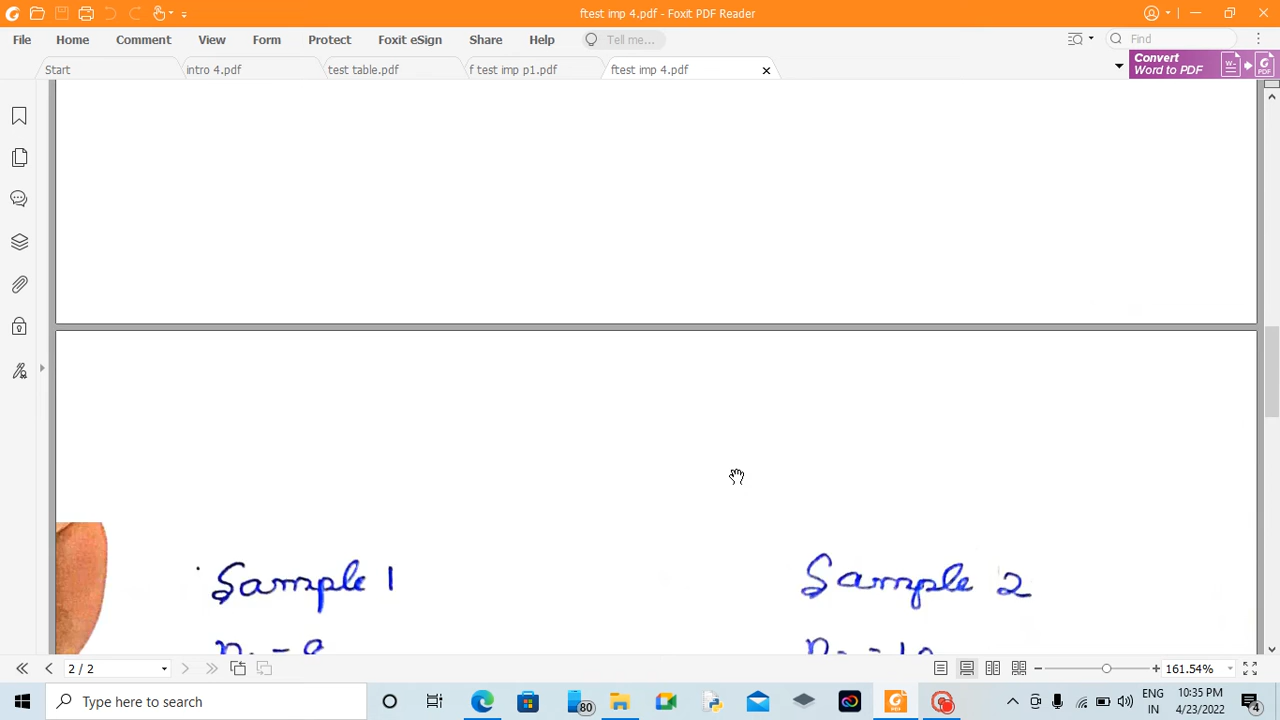 ftest imp 4.pdf - Foxit PDF Reader
File Home Comment View Form Protect Foxit eSign Share Help Tell me... Find
Start intro 4.pdf test table.pdf f test imp p1.pdf ftest imp 4.pdf
Convert
Word to PDF
Sample 1 Sample 2
2 / 2 161.54%
Type here to search 80 ENG 10:35 PM
IN 4/23/2022 4